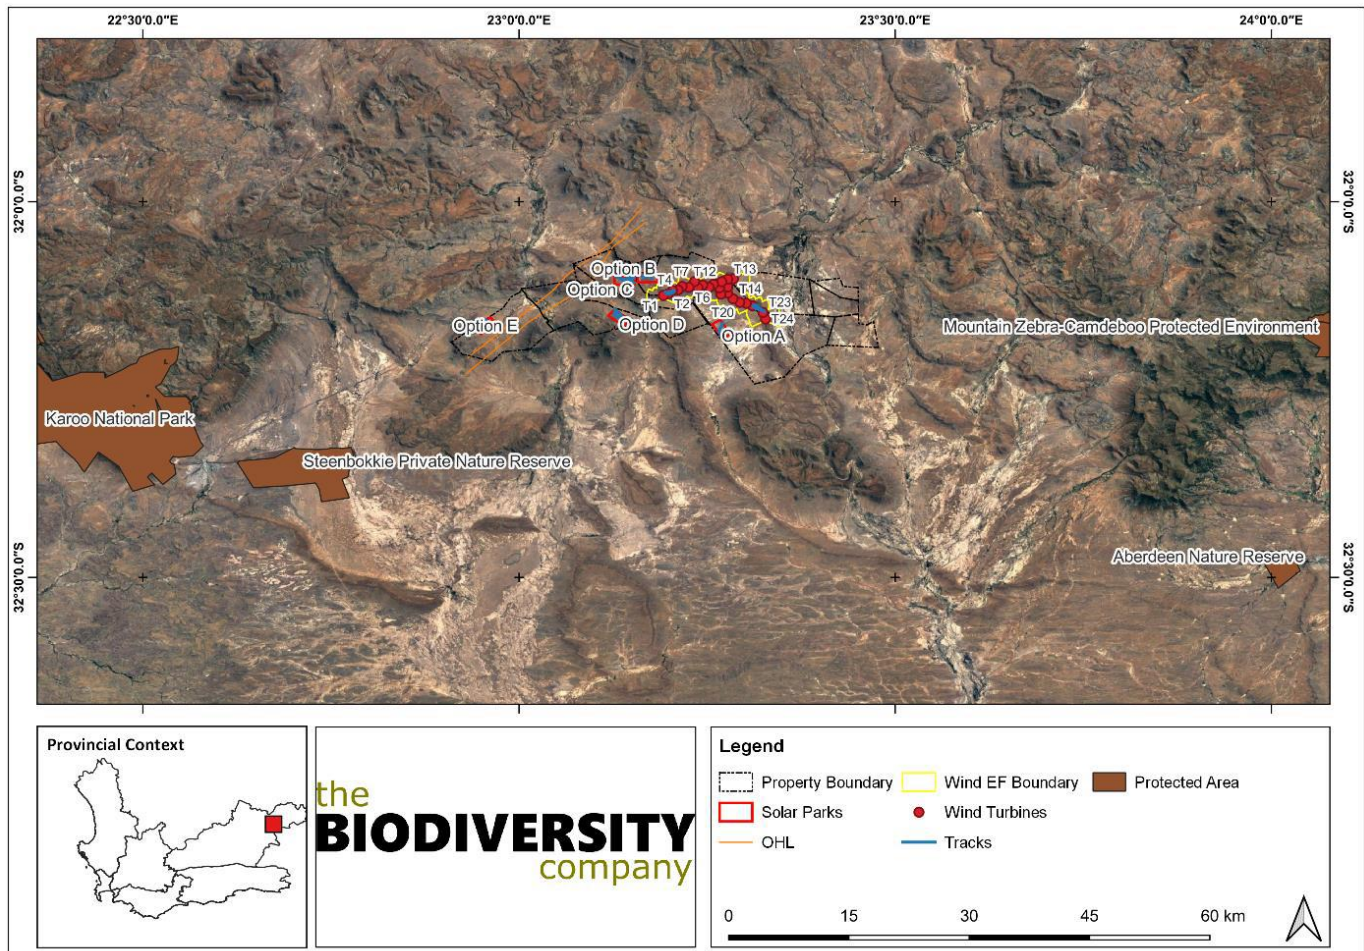 22°30'0.0"E 23°0'0.0"E 23°30'0.0"E 24°0'0.0"E
32°0'0.0"S 32°0'0.0"S
Option B T7 T12 T13
T4
Option C T14
T1 T2 T6 T23
Option E Option D T20 T24
Option A
Mountain Zebra-Camdeboo Protected Environment
Karoo National Park
Steenbokkie Private Nature Reserve
Aberdeen Nature Reserve
32°30'0.0"S 32°30'0.0"S
Provincial Context
the
BIODIVERSITY
company
Legend
Property Boundary Wind EF Boundary Protected Area
Solar Parks Wind Turbines
OHL Tracks
0 15 30 45 60 km